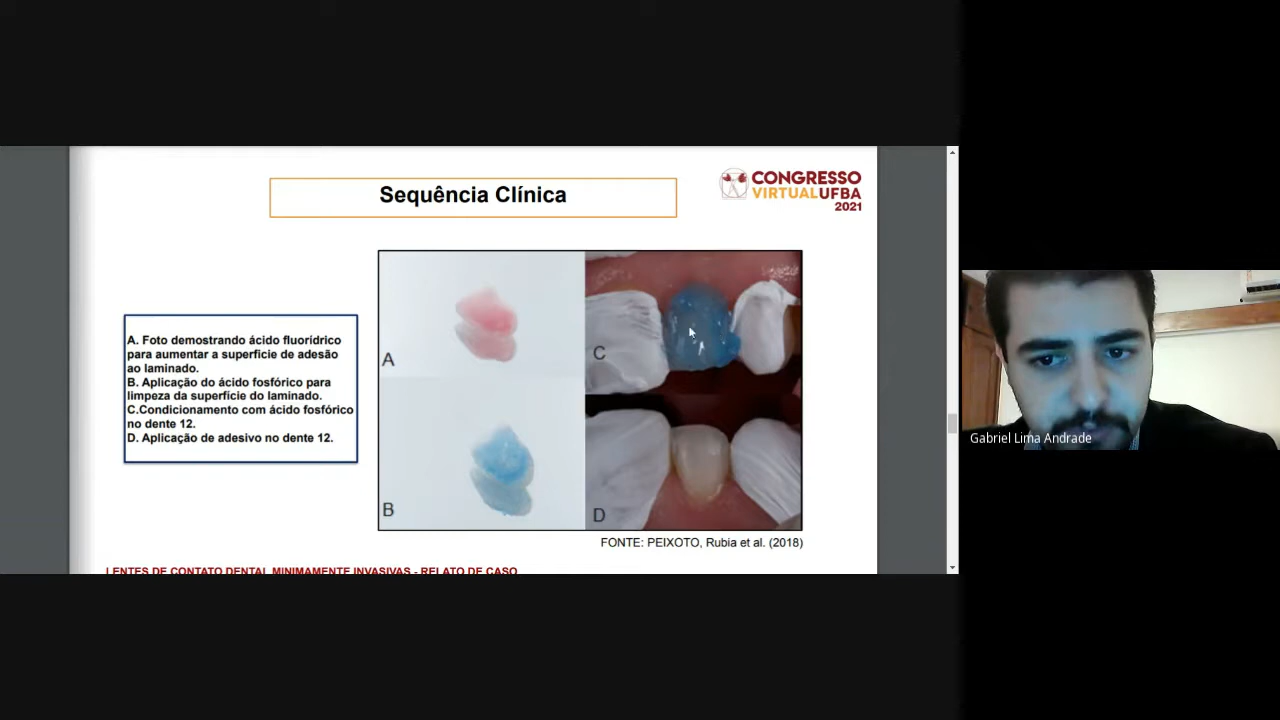 Sequência Clínica
CONGRESSO
VIRTUALUFBA
2021
A. Foto demostrando ácido fluorídrico
para aumentar a superfície de adesão
ao laminado.
B. Aplicação do ácido fosfórico para
limpeza da superfície do laminado.
C.Condicionamento com ácido fosfórico
no dente 12.
D. Aplicação de adesivo no dente 12.
A
B
C
D
FONTE: PEIXOTO, Rubia et al. (2018)
LENTES DE CONTATO DENTAL MINIMAMENTE INVASIVAS - RELATO DE CASO
Gabriel Lima Andrade